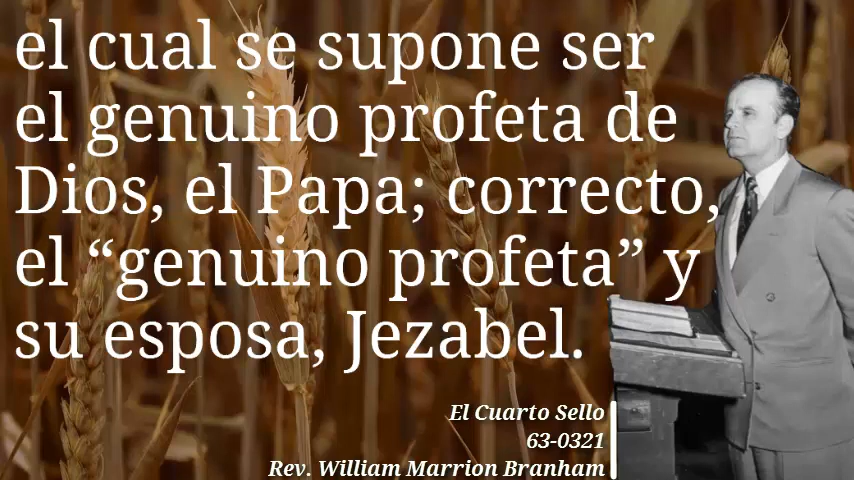 el cual se supone ser
el genuino profeta de
Dios, el Papa; correcto,
el “genuino profeta” y
su esposa, Jezabel.
El Cuarto Sello
63-0321
Rev. William Marrion Branham